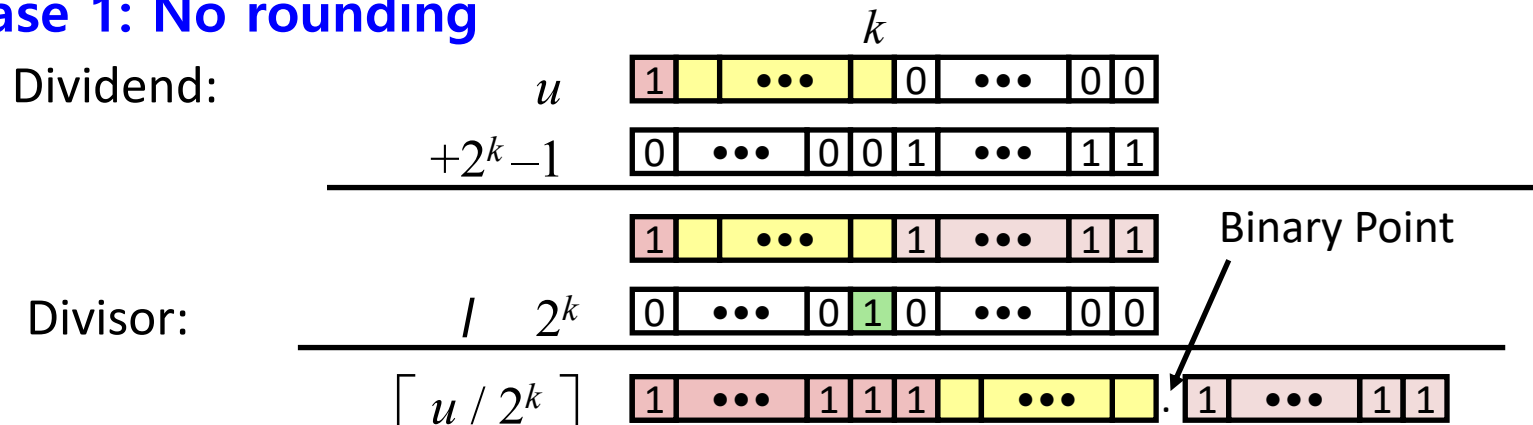 ase 1: No rounding
k
Dividend: u 1 ••• 0 ••• 0 0
+2^k–1 0 ••• 0 0 1 ••• 1 1
1 ••• 1 ••• 1 1 Binary Point
Divisor: / 2^k 0 ••• 0 1 0 ••• 0 0
⌈ u / 2^k ⌉ 1 ••• 1 1 1 ••• . 1 ••• 1 1